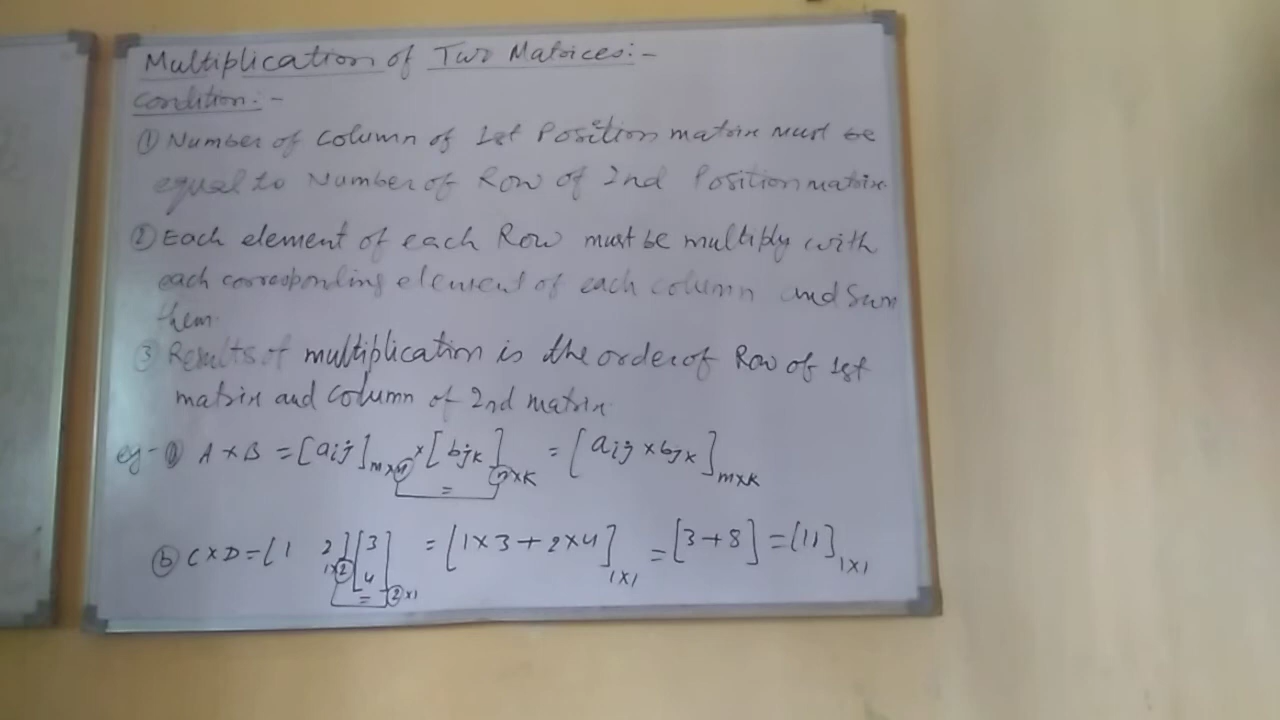 Multiplication of Two Matrices:-
Condition:-
① Number of column of 1st Position matrix must be
equal to Number of Row of 2nd Position matrix.
② Each element of each Row must be multiply with
each corresponding element of each column and sum
them.
③ Results of multiplication is the order of Row of 1st
matrix and column of 2nd matrix.
eg- ⓐ A × B = [aij]m×n × [bjk]n×k = [aij × bjk]m×k
=
ⓑ C × D = [1 2]1×2 [3 4]2×1 = [1×3+2×4]1×1 = [3+8] = [11]1×1
=